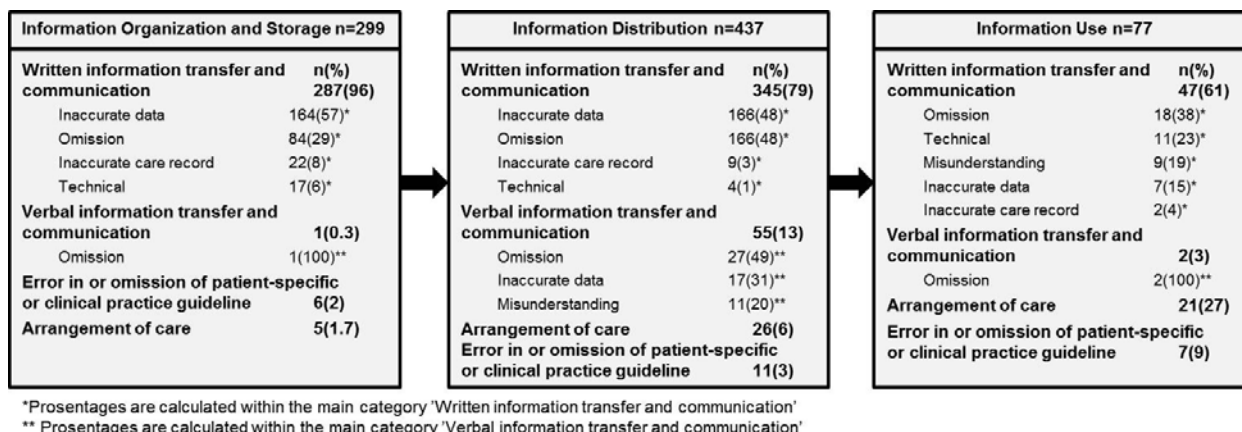 Information Organization and Storage n=299
Written information transfer and n(%)
communication 287(96)
Inaccurate data 164(57)*
Omission 84(29)*
Inaccurate care record 22(8)*
Technical 17(6)*
Verbal information transfer and
communication 1(0.3)
Omission 1(100)**
Error in or omission of patient-specific
or clinical practice guideline 6(2)
Arrangement of care 5(1.7)
Information Distribution n=437
Written information transfer and n(%)
communication 345(79)
Inaccurate data 166(48)*
Omission 166(48)*
Inaccurate care record 9(3)*
Technical 4(1)*
Verbal information transfer and
communication 55(13)
Omission 27(49)**
Inaccurate data 17(31)**
Misunderstanding 11(20)**
Arrangement of care 26(6)
Error in or omission of patient-specific
or clinical practice guideline 11(3)
Information Use n=77
Written information transfer and n(%)
communication 47(61)
Omission 18(38)*
Technical 11(23)*
Misunderstanding 9(19)*
Inaccurate data 7(15)*
Inaccurate care record 2(4)*
Verbal information transfer and
communication 2(3)
Omission 2(100)**
Arrangement of care 21(27)
Error in or omission of patient-specific
or clinical practice guideline 7(9)
*Prosentages are calculated within the main category 'Written information transfer and communication'
** Prosentages are calculated within the main category 'Verbal information transfer and communication'